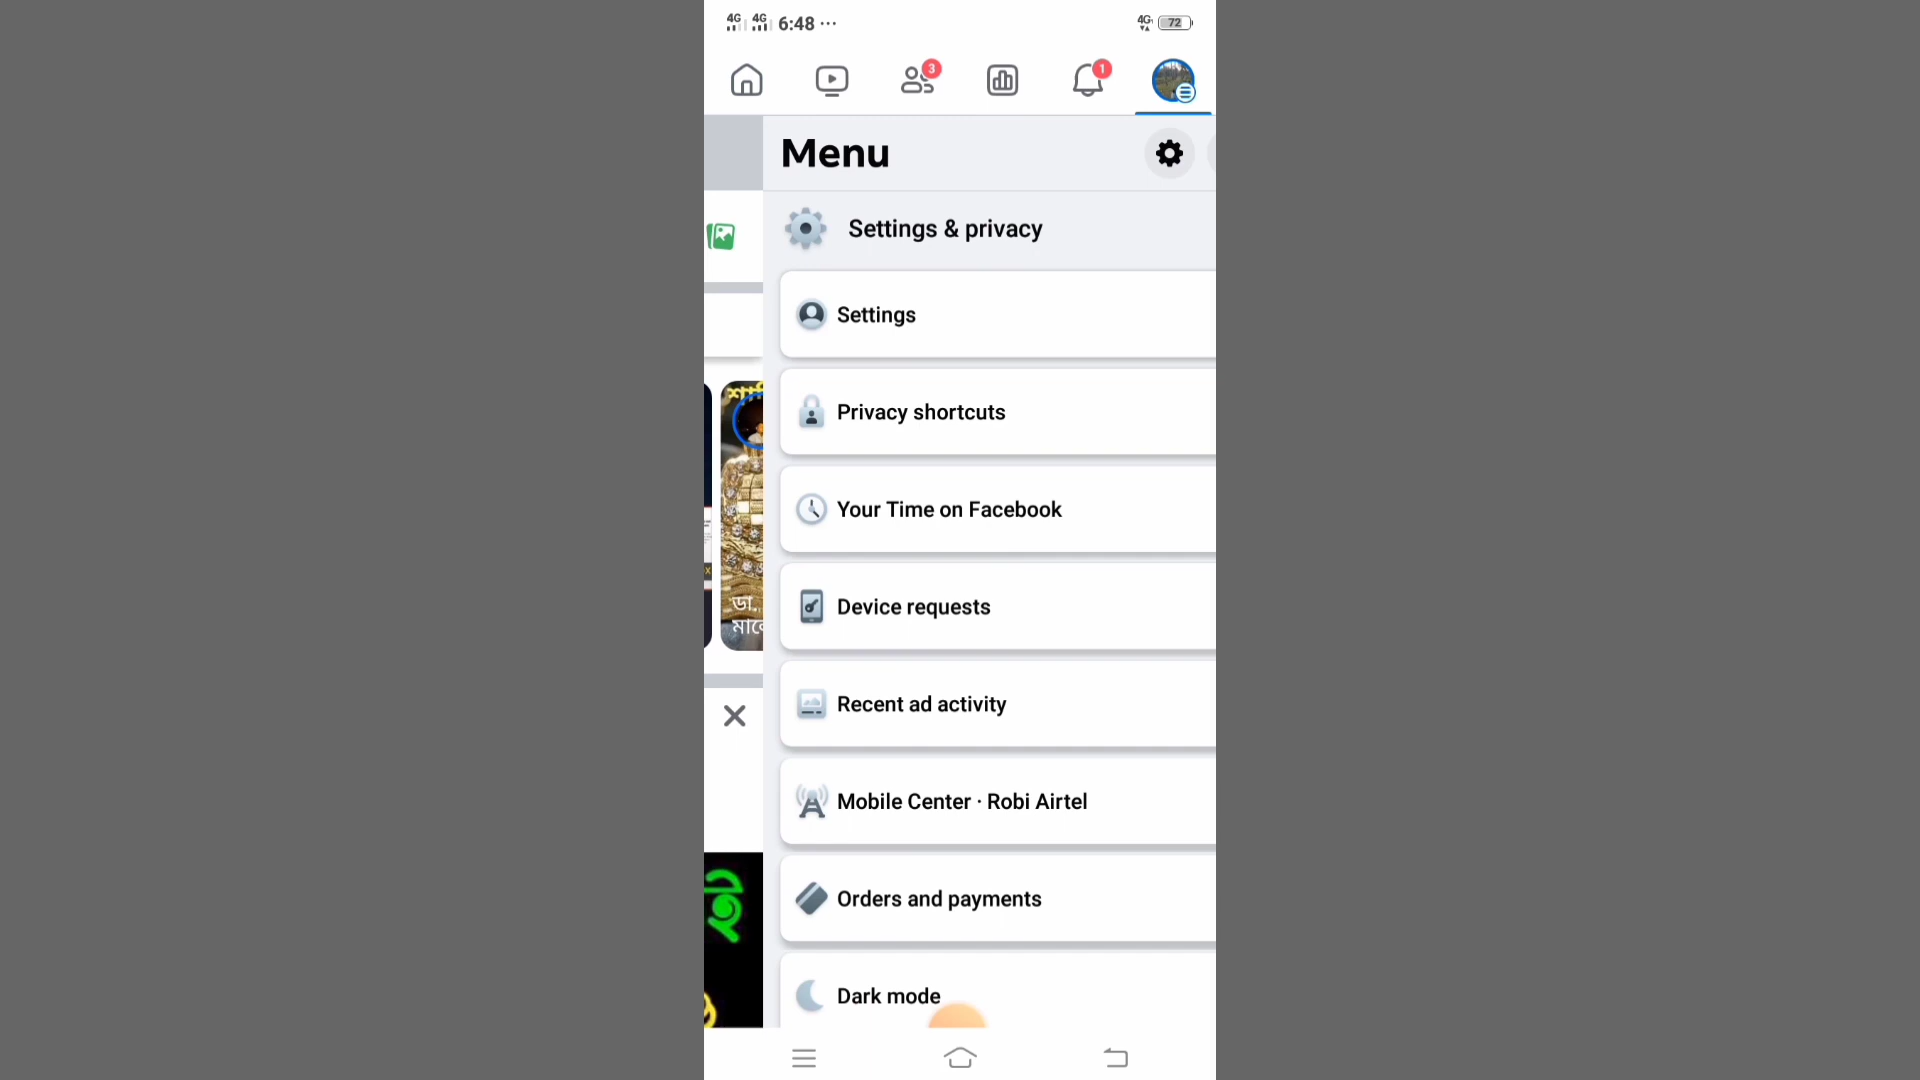 4G 4G 6:48 ··· 4G 72
3 1
Menu
Settings & privacy
Settings
Privacy shortcuts
Your Time on Facebook
Device requests
Recent ad activity
Mobile Center · Robi Airtel
Orders and payments
Dark mode
ডা..